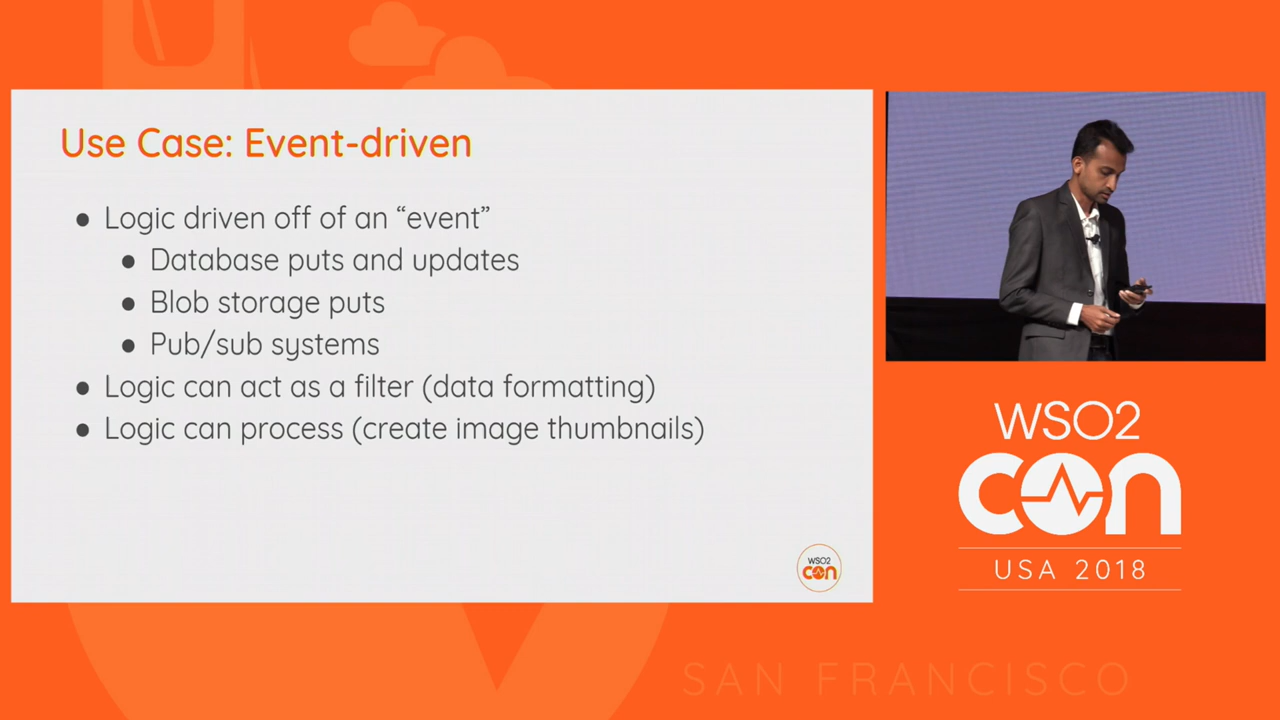 Use Case: Event-driven
● Logic driven off of an “event”
● Database puts and updates
● Blob storage puts
● Pub/sub systems
● Logic can act as a filter (data formatting)
● Logic can process (create image thumbnails)
WSO2
con
WSO2
con
USA 2018
SAN FRANCISCO